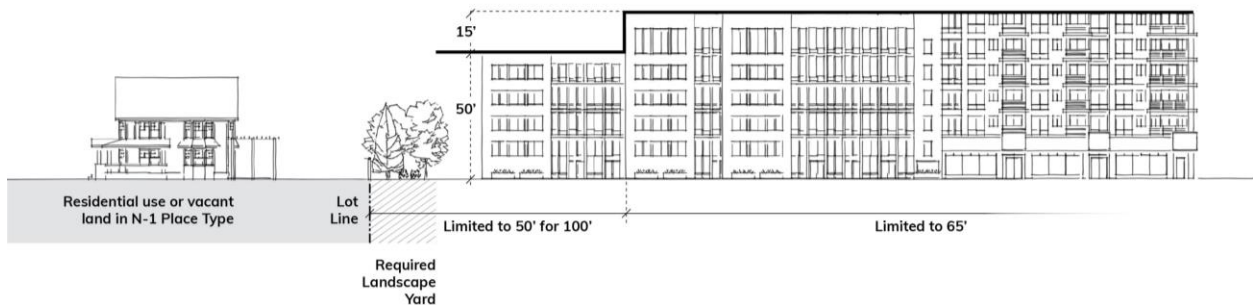 15'
50'
Residential use or vacant
land in N-1 Place Type
Lot
Line
Limited to 50' for 100'
Limited to 65'
Required
Landscape
Yard